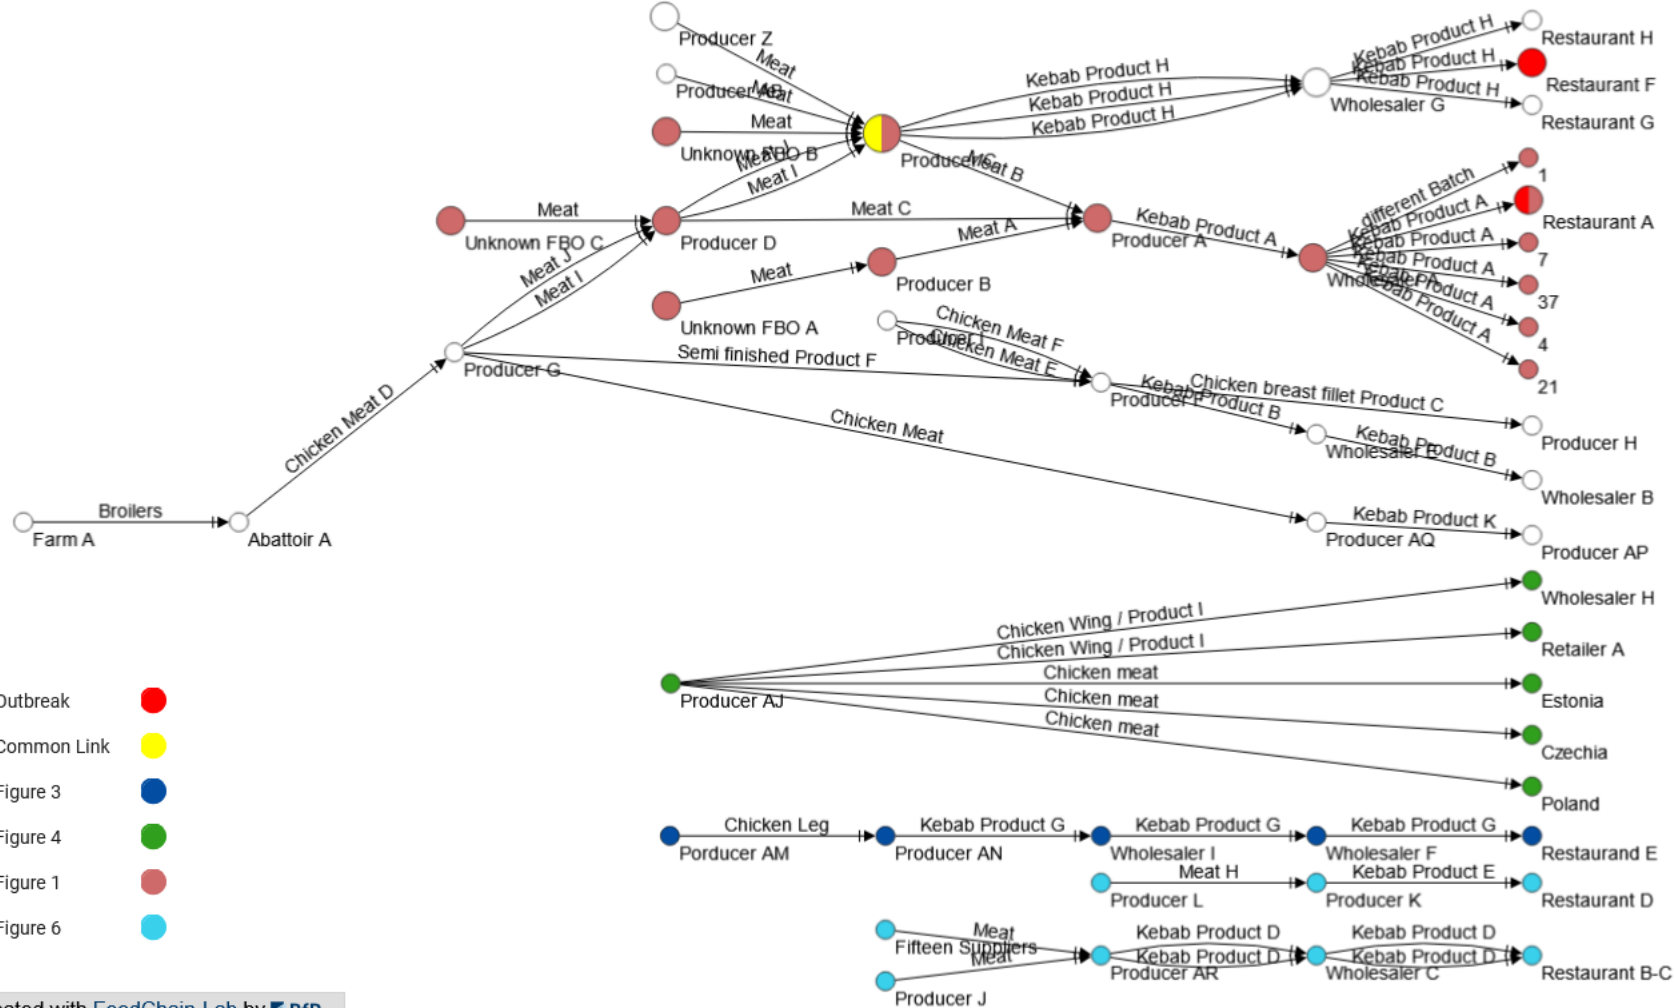 Producer Z
Meat
Meat
Unknown FBO B
Meat
Meat I
Producer C
Kebab Product H
Kebab Product H
Kebab Product H
Wholesaler G
Kebab Product H
Kebab Product H
Kebab Product H
Restaurant H
Restaurant F
Restaurant G
Meat B
Meat
Unknown FBO C
Meat J
Meat I
Producer D
Meat C
Meat A
Producer A
Kebab Product A
different Batch
Kebab Product A
Kebab Product A
Kebab Product A
Kebab Product A
Kebab Product A
1
Restaurant A
7
37
4
21
Meat
Unknown FBO A
Producer B
Chicken Meat F
Chicken Meat E
Producer G
Semi finished Product F
Chicken breast fillet Product C
Kebab Product B
Producer H
Kebab Product B
Wholesaler B
Chicken Meat D
Chicken Meat
Broilers
Farm A
Abattoir A
Kebab Product K
Producer AQ
Producer AP
Chicken Wing / Product I
Wholesaler H
Chicken Wing / Product I
Retailer A
Producer AJ
Chicken meat
Estonia
Chicken meat
Czechia
Chicken meat
Poland
Chicken Leg
Kebab Product G
Kebab Product G
Kebab Product G
Porducer AM
Producer AN
Wholesaler I
Wholesaler F
Restaurand E
Meat H
Kebab Product E
Producer L
Producer K
Restaurant D
Meat
Fifteen Suppliers
Meat
Producer J
Kebab Product D
Kebab Product D
Kebab Product D
Kebab Product D
Producer AR
Wholesaler C
Restaurant B-C
Outbreak
Common Link
Figure 3
Figure 4
Figure 1
Figure 6
with FoodChain-Lab by BfR